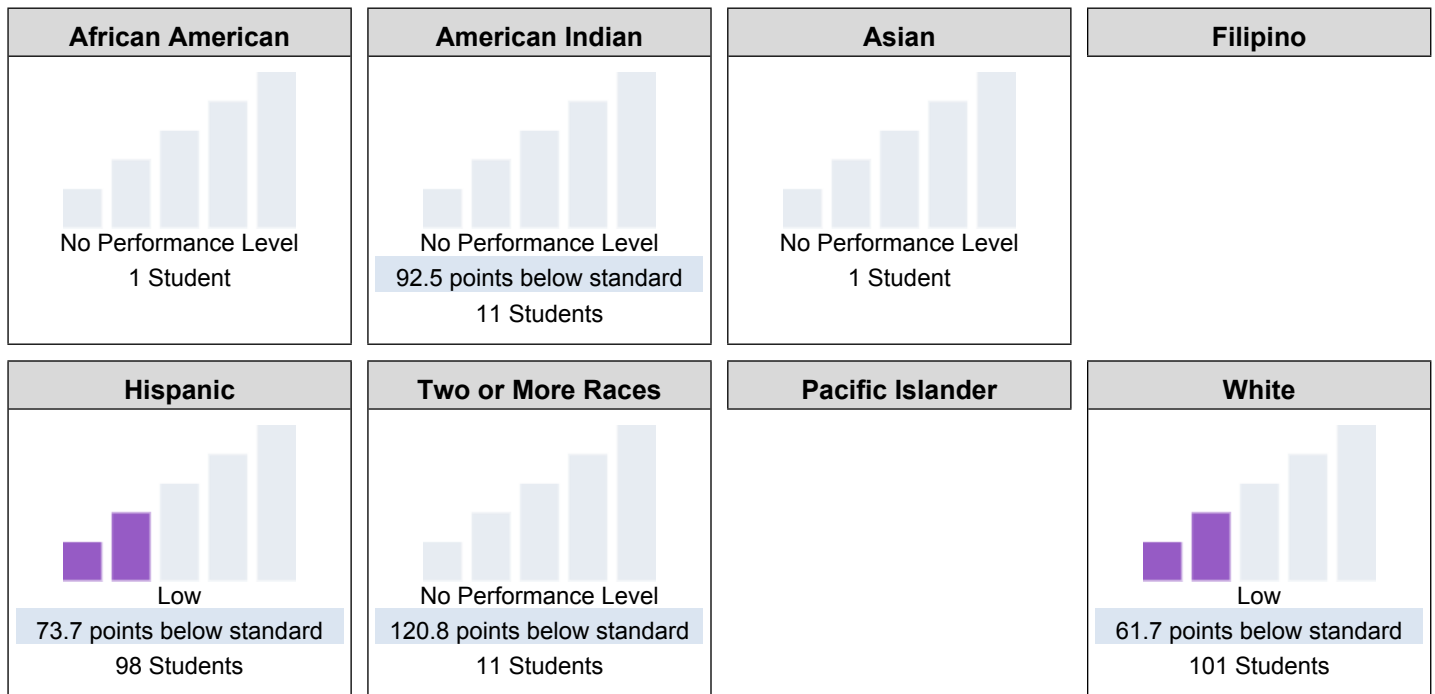 African American
No Performance Level
1 Student
American Indian
No Performance Level
92.5 points below standard
11 Students
Asian
No Performance Level
1 Student
Filipino
Hispanic
Low
73.7 points below standard
98 Students
Two or More Races
No Performance Level
120.8 points below standard
11 Students
Pacific Islander
White
Low
61.7 points below standard
101 Students